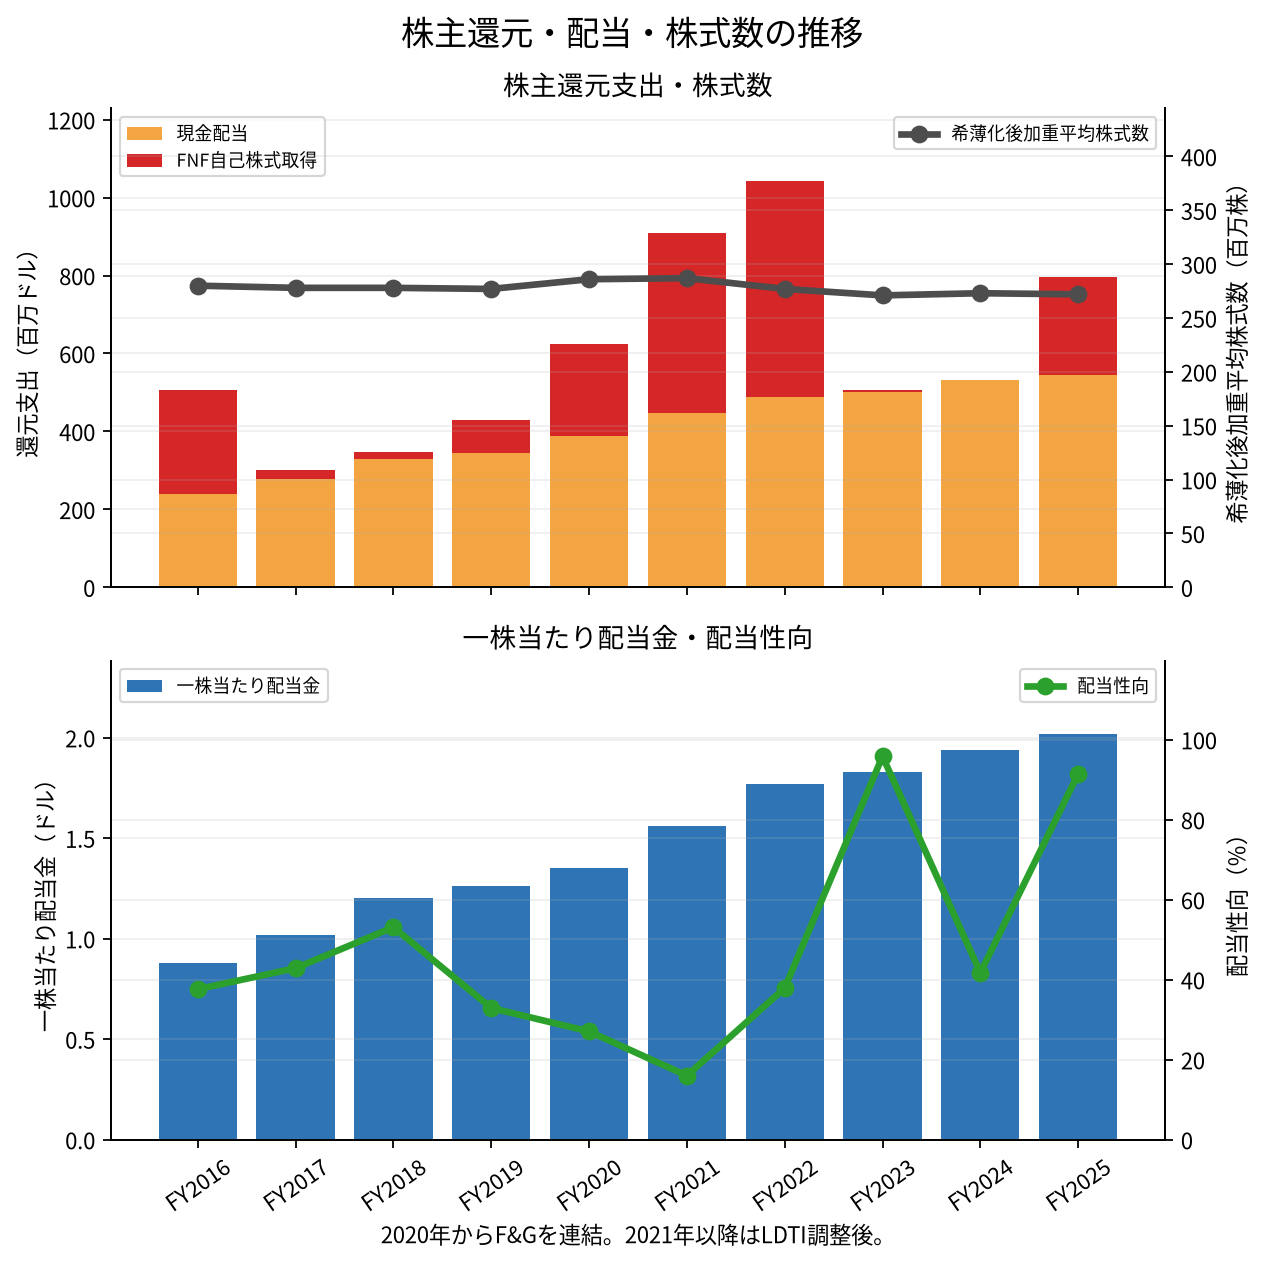 株主還元・配当・株式数の推移
株主還元支出・株式数
現金配当
FNF自己株式取得
希薄化後加重平均株式数
還元支出（百万ドル）
1200
1000
800
600
400
200
0
希薄化後加重平均株式数（百万株）
400
350
300
250
200
150
100
50
0
一株当たり配当金・配当性向
一株当たり配当金
配当性向
一株当たり配当金（ドル）
2.0
1.5
1.0
0.5
0.0
配当性向（%）
100
80
60
40
20
0
FY2016
FY2017
FY2018
FY2019
FY2020
FY2021
FY2022
FY2023
FY2024
FY2025
2020年からF&Gを連結。2021年以降はLDTI調整後。